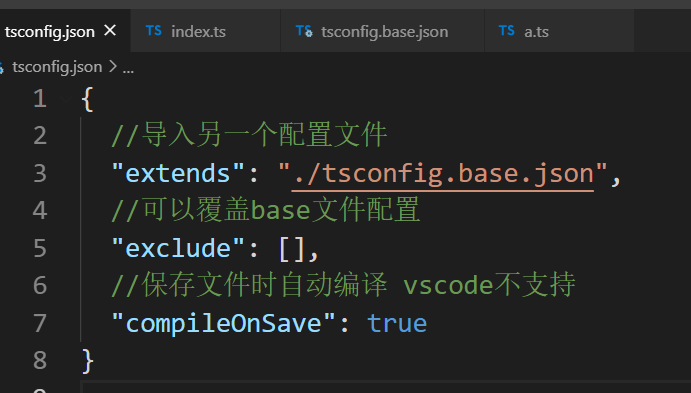 tsconfig.json × TS index.ts TS tsconfig.base.json TS a.ts
tsconfig.json > ...
1 {
2 //导入另一个配置文件
3 "extends": "./tsconfig.base.json",
4 //可以覆盖base文件配置
5 "exclude": [],
6 //保存文件时自动编译 vscode不支持
7 "compileOnSave": true
8 }